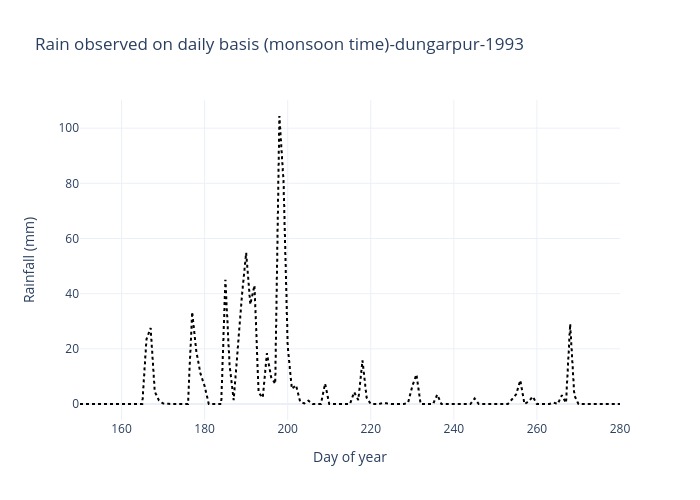 Rain observed on daily basis (monsoon time)-dungarpur-1993
100
80
60
40
20
0
Rainfall (mm)
160 180 200 220 240 260 280
Day of year